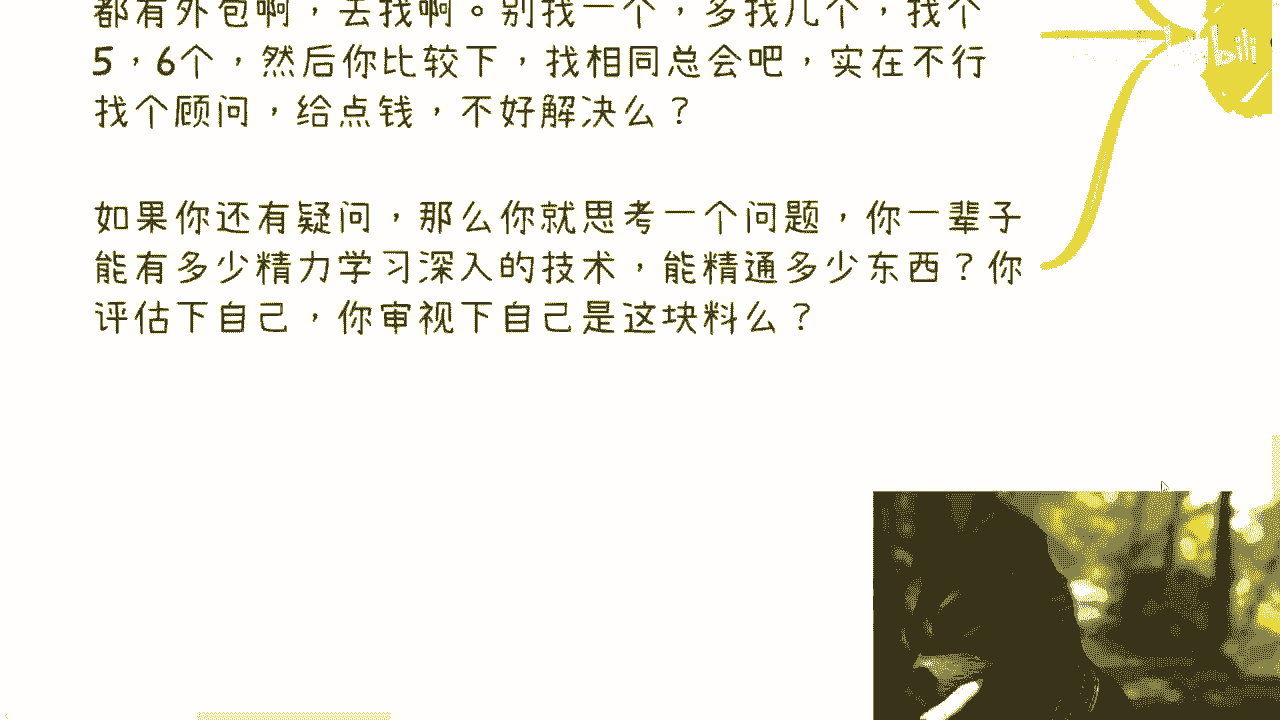 都有外包啊，去找啊。别找一个，多找几个，找个
5，6个，然后你比较下，找相同总会吧，实在不行
找个顾问，给点钱，不好解决么？
如果你还有疑问，那么你就思考一个问题，你一辈子
能有多少精力学习深入的技术，能精通多少东西？你
评估下自己，你审视下自己是这块料么？